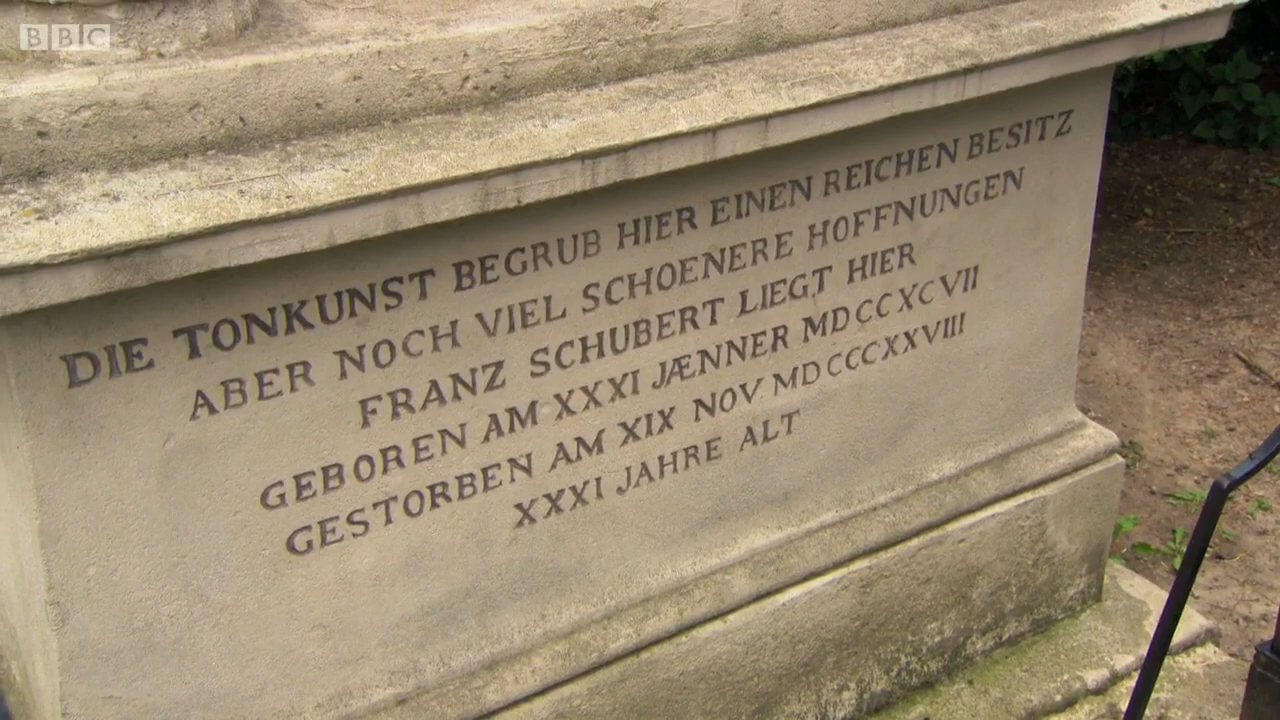 BBC
DIE TONKUNST BEGRUB HIER EINEN REICHEN BESITZ
ABER NOCH VIEL SCHOENERE HOFFNUNGEN
FRANZ SCHUBERT LIEGT HIER
GEBOREN AM XXXI JÆNNER MDCCXCVII
GESTORBEN AM XIX NOV MDCCCXXVIII
XXXI JAHRE ALT